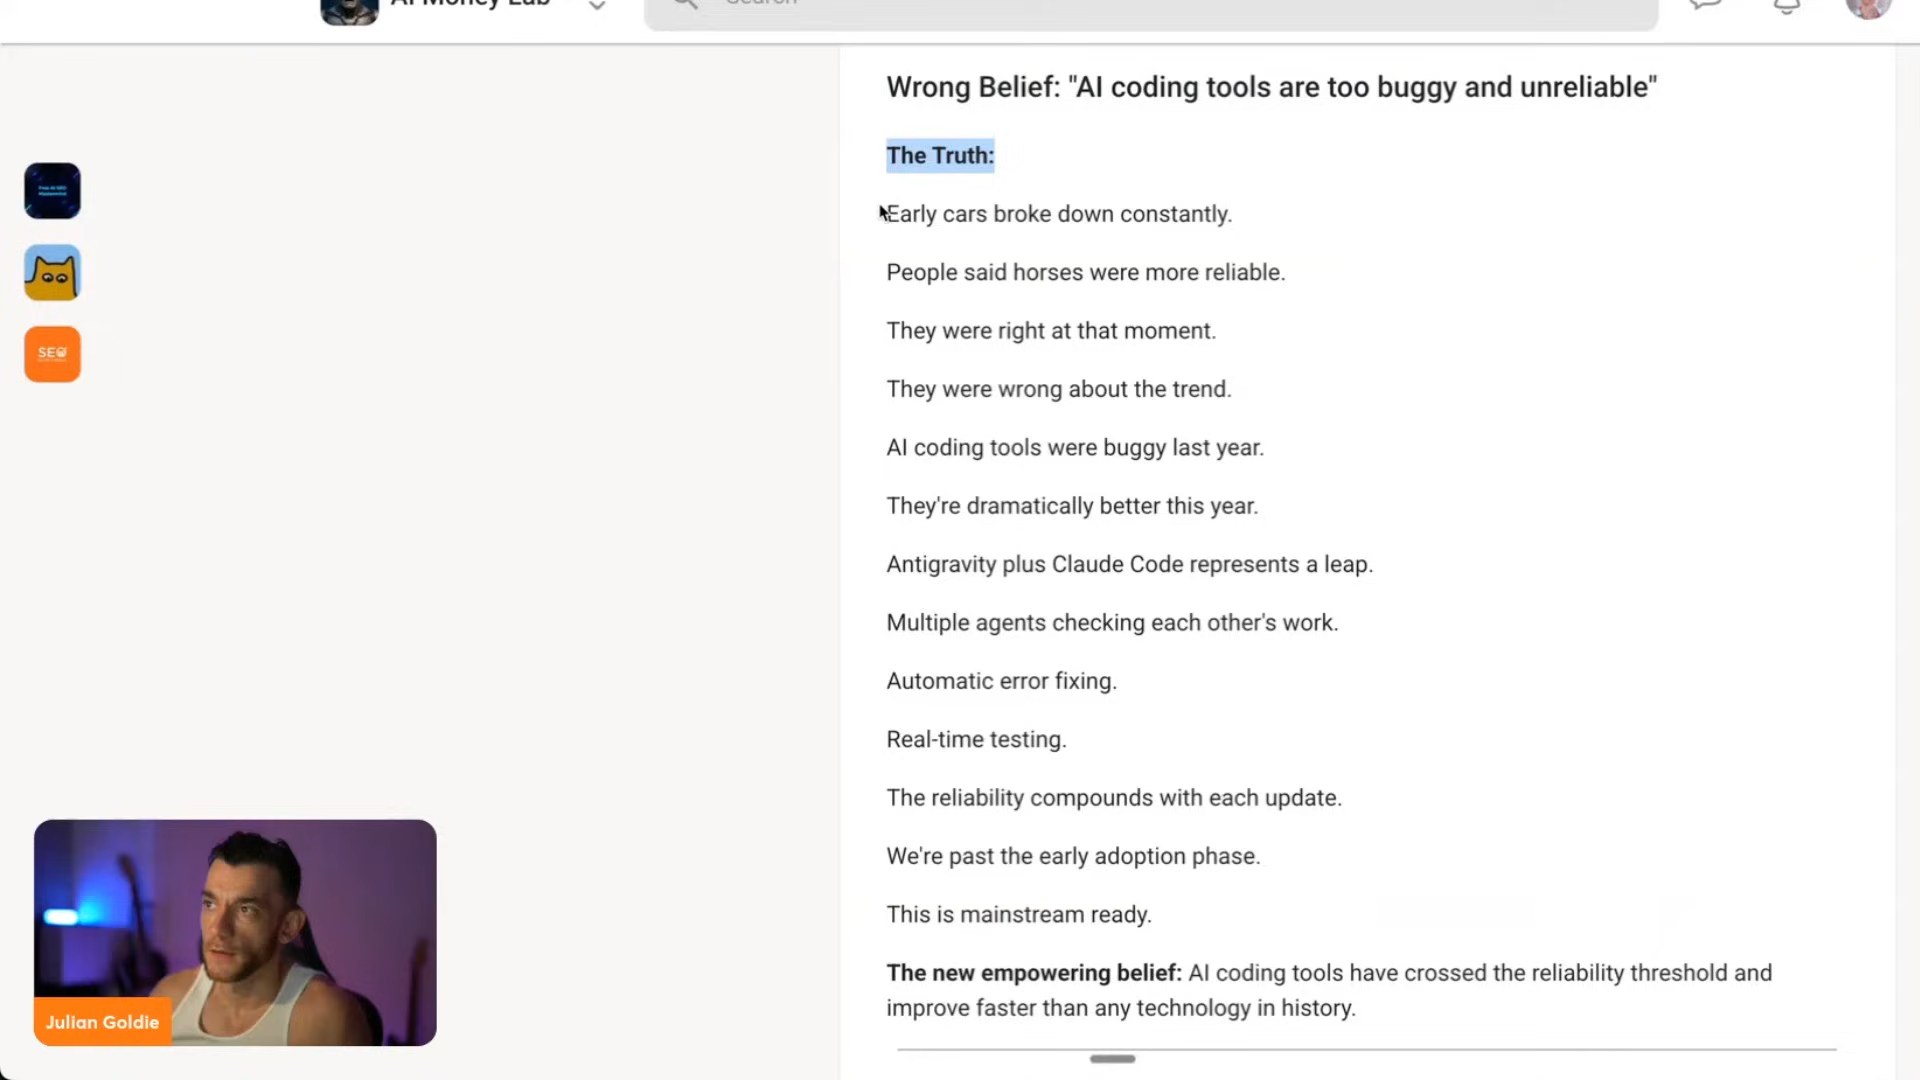 AI Money Lab
Search
Wrong Belief: "AI coding tools are too buggy and unreliable"
The Truth:
Early cars broke down constantly.
People said horses were more reliable.
They were right at that moment.
They were wrong about the trend.
AI coding tools were buggy last year.
They're dramatically better this year.
Antigravity plus Claude Code represents a leap.
Multiple agents checking each other's work.
Automatic error fixing.
Real-time testing.
The reliability compounds with each update.
We're past the early adoption phase.
This is mainstream ready.
The new empowering belief: AI coding tools have crossed the reliability threshold and
improve faster than any technology in history.
SEO
Julian Goldie